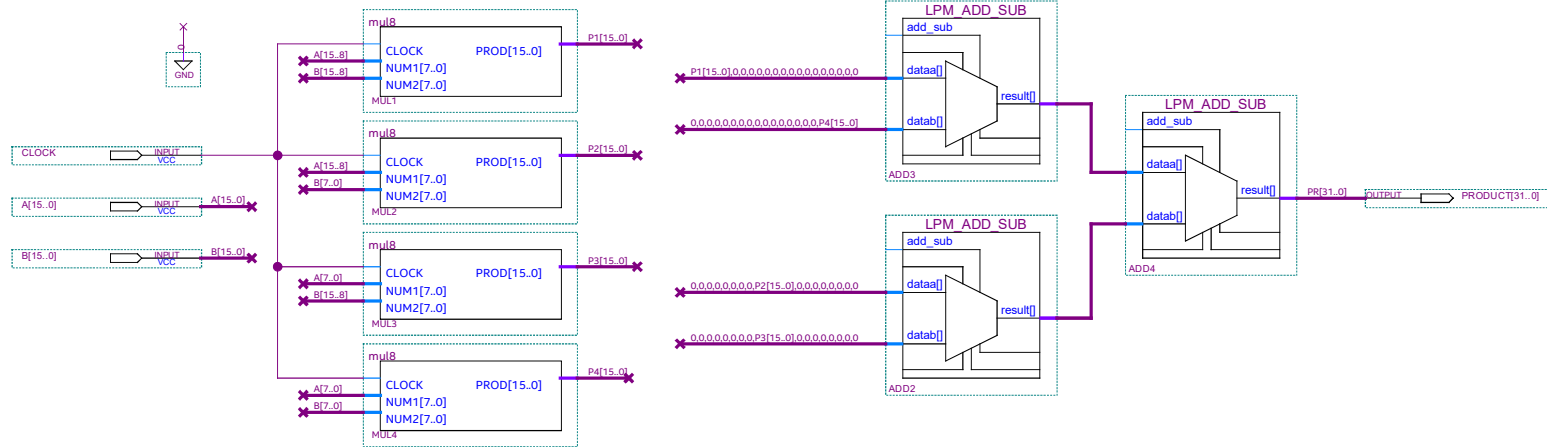 0
GND
CLOCK
INPUT
VCC
A[15..0]
INPUT
VCC
A[15..0]
B[15..0]
INPUT
VCC
B[15..0]
mul8
CLOCK
NUM1[7..0]
NUM2[7..0]
PROD[15..0]
MUL1
A[15..8]
B[15..8]
P1[15..0]
mul8
CLOCK
NUM1[7..0]
NUM2[7..0]
PROD[15..0]
MUL2
A[15..8]
B[7..0]
P2[15..0]
mul8
CLOCK
NUM1[7..0]
NUM2[7..0]
PROD[15..0]
MUL3
A[7..0]
B[15..8]
P3[15..0]
mul8
CLOCK
NUM1[7..0]
NUM2[7..0]
PROD[15..0]
MUL4
A[7..0]
B[7..0]
P4[15..0]
LPM_ADD_SUB
add_sub
P1[15..0],0,0,0,0,0,0,0,0,0,0,0,0,0,0,0,0
dataa[]
result[]
0,0,0,0,0,0,0,0,0,0,0,0,0,0,0,0,P4[15..0]
datab[]
ADD3
LPM_ADD_SUB
add_sub
0,0,0,0,0,0,0,0,P2[15..0],0,0,0,0,0,0,0,0
dataa[]
result[]
0,0,0,0,0,0,0,0,P3[15..0],0,0,0,0,0,0,0,0
datab[]
ADD2
LPM_ADD_SUB
add_sub
dataa[]
result[]
datab[]
ADD4
PR[31..0]
OUTPUT
PRODUCT[31..0]